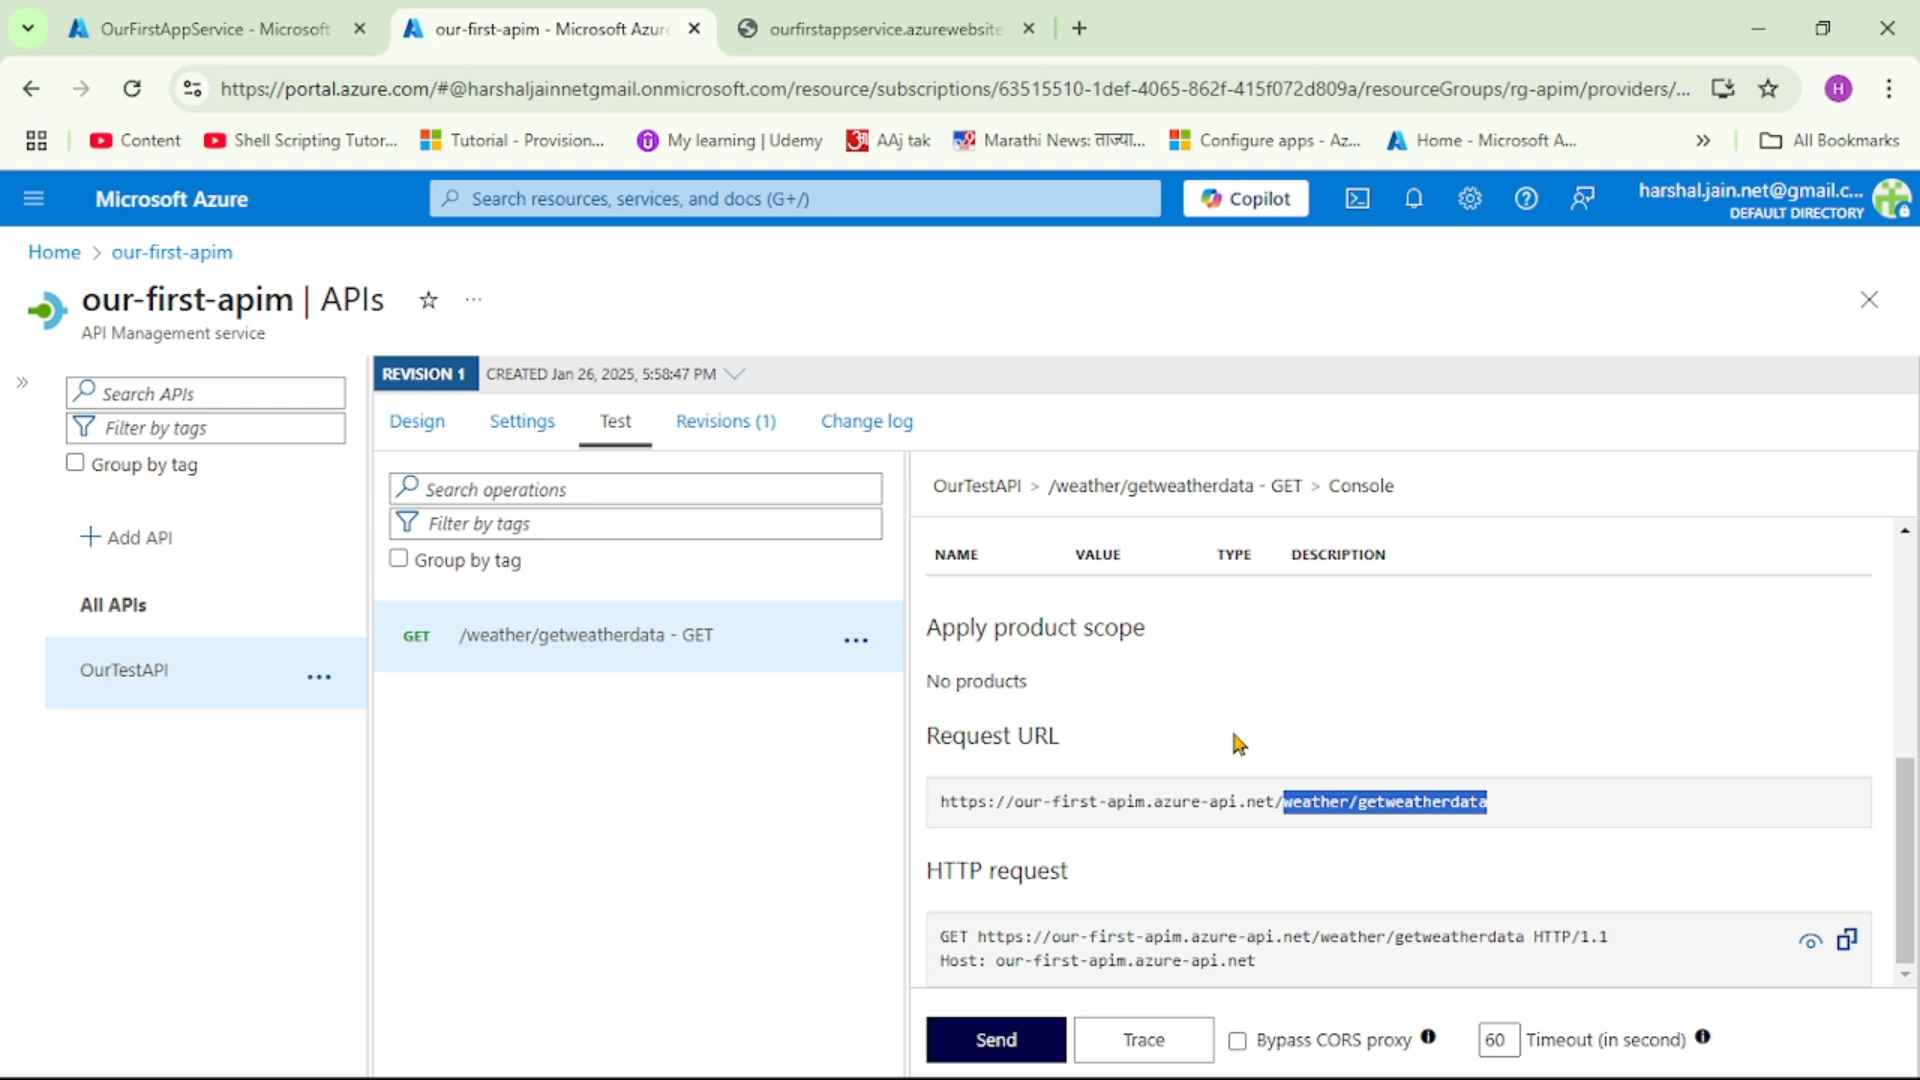 OurFirstAppService - Microsoft
our-first-apim - Microsoft Azure
ourfirstappservice.azurewebsite
https://portal.azure.com/#@harshaljainnetgmail.onmicrosoft.com/resource/subscriptions/63515510-1def-4065-862f-415f072d809a/resourceGroups/rg-apim/providers/...
H
Content
Shell Scripting Tutor...
Tutorial - Provision...
My learning | Udemy
AAj tak
Marathi News: ताज्या...
Configure apps - Az...
Home - Microsoft A...
All Bookmarks
Microsoft Azure
Search resources, services, and docs (G+/)
Copilot
harshal.jain.net@gmail.c...
DEFAULT DIRECTORY
Home > our-first-apim
our-first-apim | APIs
API Management service
Search APIs
Filter by tags
Group by tag
Add API
All APIs
OurTestAPI
REVISION 1
CREATED Jan 26, 2025, 5:58:47 PM
Design
Settings
Test
Revisions (1)
Change log
Search operations
Filter by tags
Group by tag
GET
/weather/getweatherdata - GET
OurTestAPI > /weather/getweatherdata - GET > Console
NAME
VALUE
TYPE
DESCRIPTION
Apply product scope
No products
Request URL
https://our-first-apim.azure-api.net/weather/getweatherdata
HTTP request
GET https://our-first-apim.azure-api.net/weather/getweatherdata HTTP/1.1
Host: our-first-apim.azure-api.net
Send
Trace
Bypass CORS proxy
60
Timeout (in second)